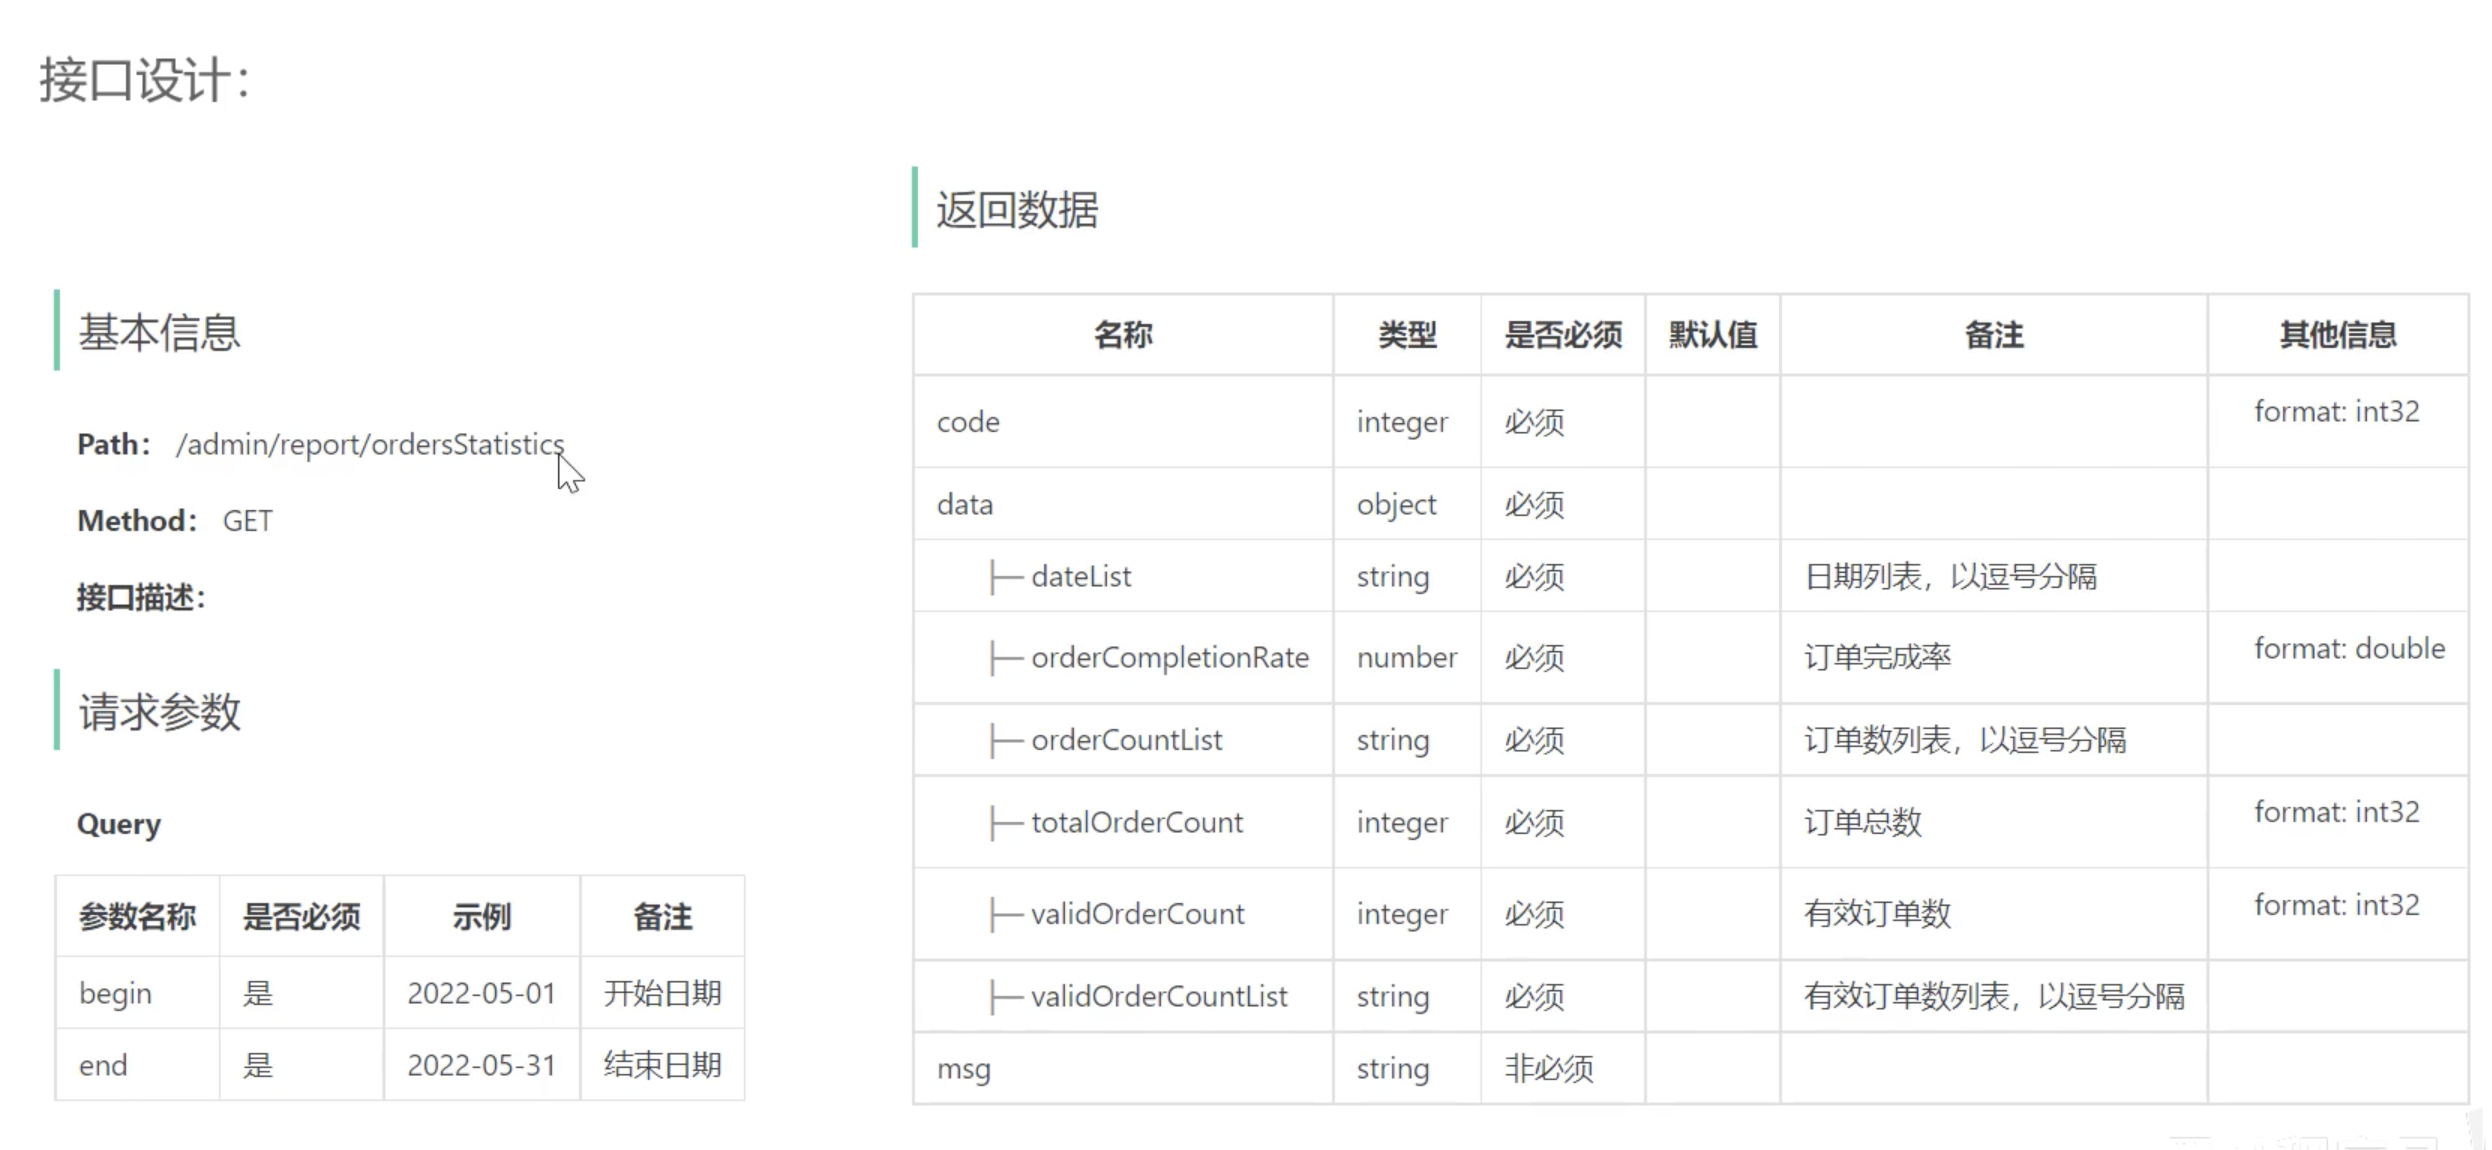 接口设计：
基本信息
Path： /admin/report/ordersStatistics
Method： GET
接口描述：
请求参数
Query
参数名称 是否必须 示例 备注
begin 是 2022-05-01 开始日期
end 是 2022-05-31 结束日期
返回数据
名称 类型 是否必须 默认值 备注 其他信息
code integer 必须 format: int32
data object 必须
├─ dateList string 必须 日期列表，以逗号分隔
├─ orderCompletionRate number 必须 订单完成率 format: double
├─ orderCountList string 必须 订单数列表，以逗号分隔
├─ totalOrderCount integer 必须 订单总数 format: int32
├─ validOrderCount integer 必须 有效订单数 format: int32
├─ validOrderCountList string 必须 有效订单数列表，以逗号分隔
msg string 非必须